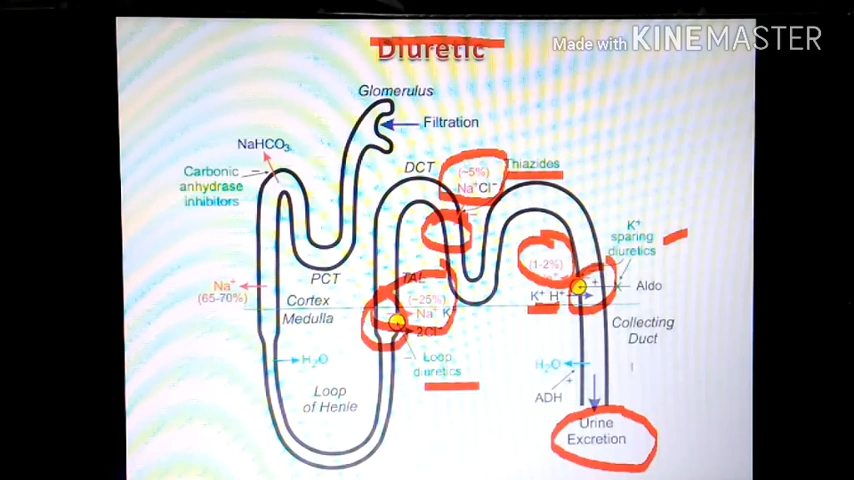 Diuretic
Made with KINEMASTER
Glomerulus
Filtration
NaHCO3
Carbonic
anhydrase
inhibitors
DCT
(~5%)
Na⁺Cl⁻
Thiazides
K⁺
sparing
diuretics
(1-2%)
K⁺ H⁺
Aldo
PCT
TAL
Na⁺
(65-70%)
Cortex
Medulla
(~25%)
Na⁺ K⁺
2Cl⁻
Collecting
Duct
H₂O
Loop
diuretics
Loop
of Henle
H₂O
ADH
Urine
Excretion